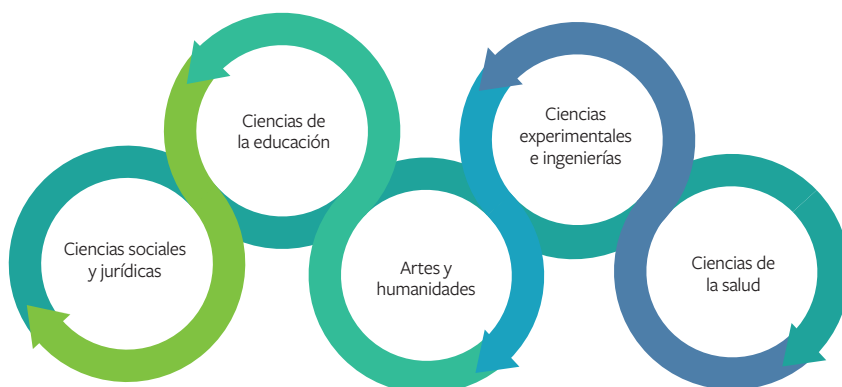 Ciencias sociales
y jurídicas
Ciencias de
la educación
Artes y
humanidades
Ciencias
experimentales
e ingenierías
Ciencias de
la salud